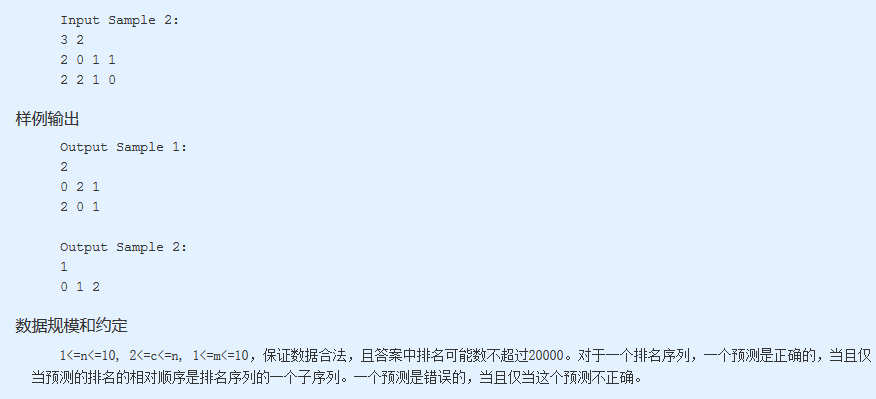 Input Sample 2:
3 2
2 0 1 1
2 2 1 0
样例输出
Output Sample 1:
2
0 2 1
2 0 1
Output Sample 2:
1
0 1 2
数据规模和约定
1<=n<=10, 2<=c<=n, 1<=m<=10，保证数据合法，且答案中排名可能数不超过20000。对于一个排名序列，一个预测是正确的，当且仅
当预测的排名的相对顺序是排名序列的一个子序列。一个预测是错误的，当且仅当这个预测不正确。